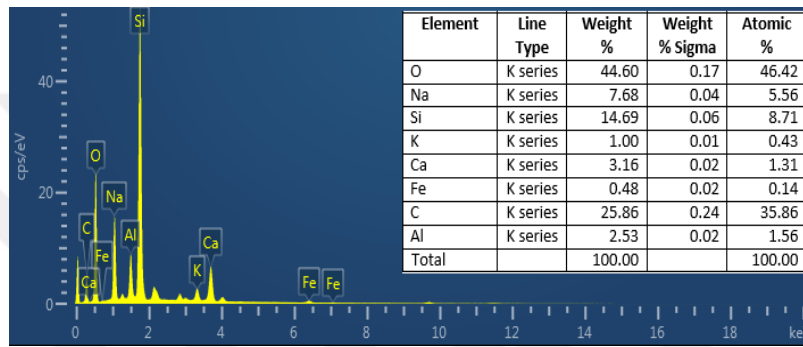 Element Line Type Weight % Weight % Sigma Atomic %
O K series 44.60 0.17 46.42
Na K series 7.68 0.04 5.56
Si K series 14.69 0.06 8.71
K K series 1.00 0.01 0.43
Ca K series 3.16 0.02 1.31
Fe K series 0.48 0.02 0.14
C K series 25.86 0.24 35.86
Al K series 2.53 0.02 1.56
Total 100.00 100.00
Si
40
cps/eV
O
20
Na
C
Al
Fe
Ca
K
Ca
Fe
Fe
0
0 2 4 6 8 10 12 14 16 18 ke